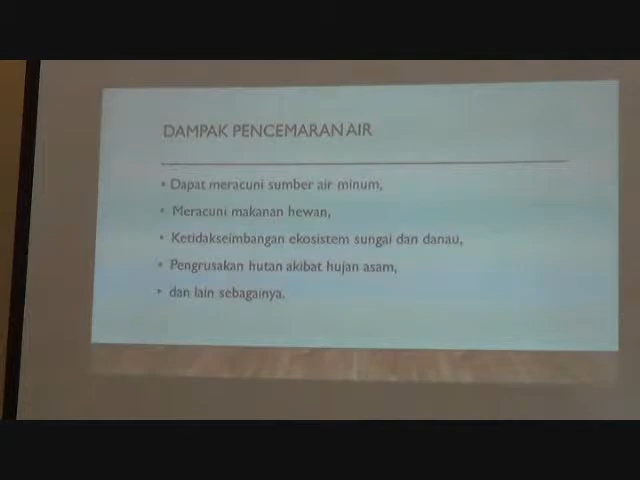 DAMPAK PENCEMARAN AIR
• Dapat meracuni sumber air minum,
• Meracuni makanan hewan,
• Ketidakseimbangan ekosistem sungai dan danau,
• Pengrusakan hutan akibat hujan asam,
• dan lain sebagainya.